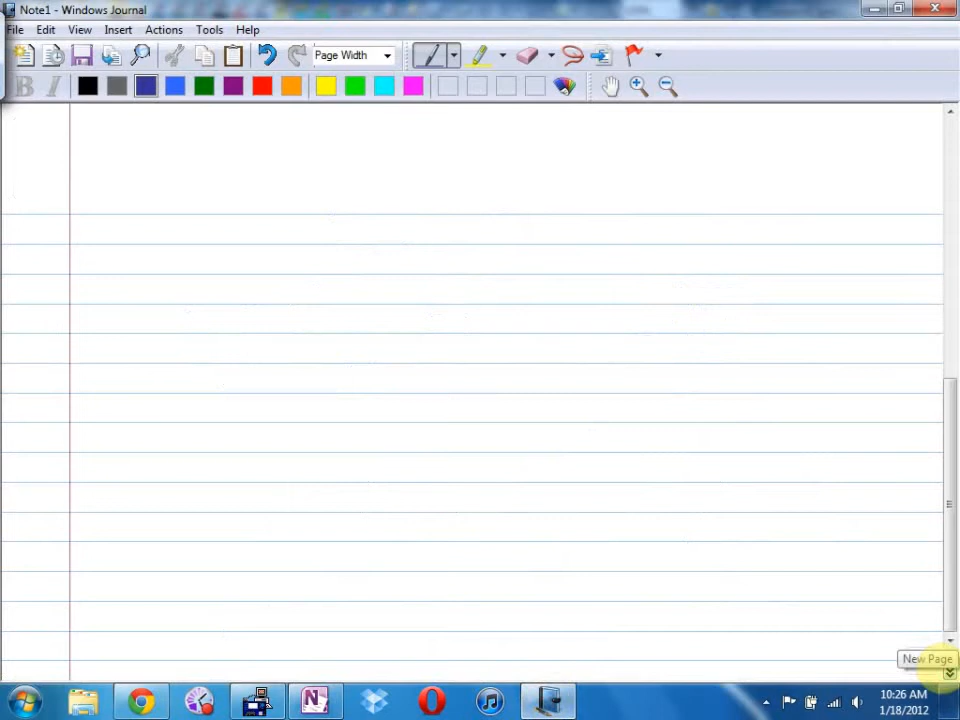 Note1 - Windows Journal
File Edit View Insert Actions Tools Help
Page Width
B I
New Page
N
10:26 AM
1/18/2012